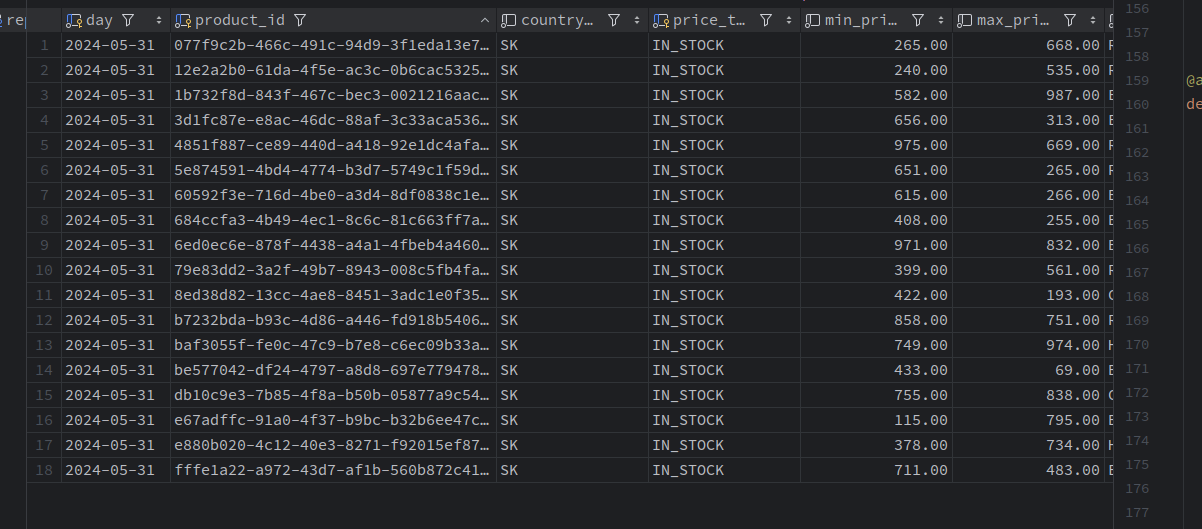 rep day product_id country... price_t... min_pri... max_pri...
1 2024-05-31 077f9c2b-466c-491c-94d9-3f1eda13e7... SK IN_STOCK 265.00 668.00
2 2024-05-31 12e2a2b0-61da-4f5e-ac3c-0b6cac5325... SK IN_STOCK 240.00 535.00
3 2024-05-31 1b732f8d-843f-467c-bec3-0021216aac... SK IN_STOCK 582.00 987.00
4 2024-05-31 3d1fc87e-e8ac-46dc-88af-3c33aca536... SK IN_STOCK 656.00 313.00
5 2024-05-31 4851f887-ce89-440d-a418-92e1dc4afa... SK IN_STOCK 975.00 669.00
6 2024-05-31 5e874591-4bd4-4774-b3d7-5749c1f59d... SK IN_STOCK 651.00 265.00
7 2024-05-31 60592f3e-716d-4be0-a3d4-8df0838c1e... SK IN_STOCK 615.00 266.00
8 2024-05-31 684ccfa3-4b49-4ec1-8c6c-81c663ff7a... SK IN_STOCK 408.00 255.00
9 2024-05-31 6ed0ec6e-878f-4438-a4a1-4fbeb4a460... SK IN_STOCK 971.00 832.00
10 2024-05-31 79e83dd2-3a2f-49b7-8943-008c5fb4fa... SK IN_STOCK 399.00 561.00
11 2024-05-31 8ed38d82-13cc-4ae8-8451-3adc1e0f35... SK IN_STOCK 422.00 193.00
12 2024-05-31 b7232bda-b93c-4d86-a446-fd918b5406... SK IN_STOCK 858.00 751.00
13 2024-05-31 baf3055f-fe0c-47c9-b7e8-c6ec09b33a... SK IN_STOCK 749.00 974.00
14 2024-05-31 be577042-df24-4797-a8d8-697e779478... SK IN_STOCK 433.00 69.00
15 2024-05-31 db10c9e3-7b85-4f8a-b50b-05877a9c54... SK IN_STOCK 755.00 838.00
16 2024-05-31 e67adffc-91a0-4f37-b9bc-b32b6ee47c... SK IN_STOCK 115.00 795.00
17 2024-05-31 e880b020-4c12-40e3-8271-f92015ef87... SK IN_STOCK 378.00 734.00
18 2024-05-31 fffe1a22-a972-43d7-af1b-560b872c41... SK IN_STOCK 711.00 483.00
156
157
158
159 @a
160 de
161
162
163
164
165
166
167
168
169
170
171
172
173
174
175
176
177